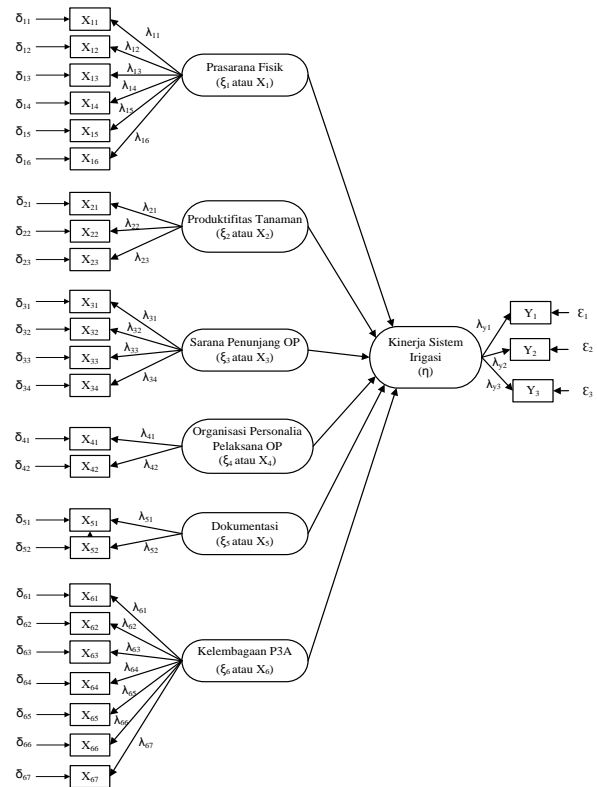 δ11 X11 λ11
δ12 X12 λ12
δ13 X13 λ13
δ14 X14 λ14
δ15 X15 λ15
δ16 X16 λ16
Prasarana Fisik
(ξ1 atau X1)
δ21 X21 λ21
δ22 X22 λ22
δ23 X23 λ23
Produktifitas Tanaman
(ξ2 atau X2)
δ31 X31 λ31
δ32 X32 λ32
δ33 X33 λ33
δ34 X34 λ34
Sarana Penunjang OP
(ξ3 atau X3)
δ41 X41 λ41
δ42 X42 λ42
Organisasi Personalia
Pelaksana OP
(ξ4 atau X4)
δ51 X51 λ51
δ52 X52 λ52
Dokumentasi
(ξ5 atau X5)
δ61 X61 λ61
δ62 X62 λ62
δ63 X63 λ63
δ64 X64 λ64
δ65 X65 λ65
δ66 X66 λ66
δ67 X67 λ67
Kelembagaan P3A
(ξ6 atau X6)
Kinerja Sistem
Irigasi
(η)
λy1 Y1 ε1
λy2 Y2 ε2
λy3 Y3 ε3